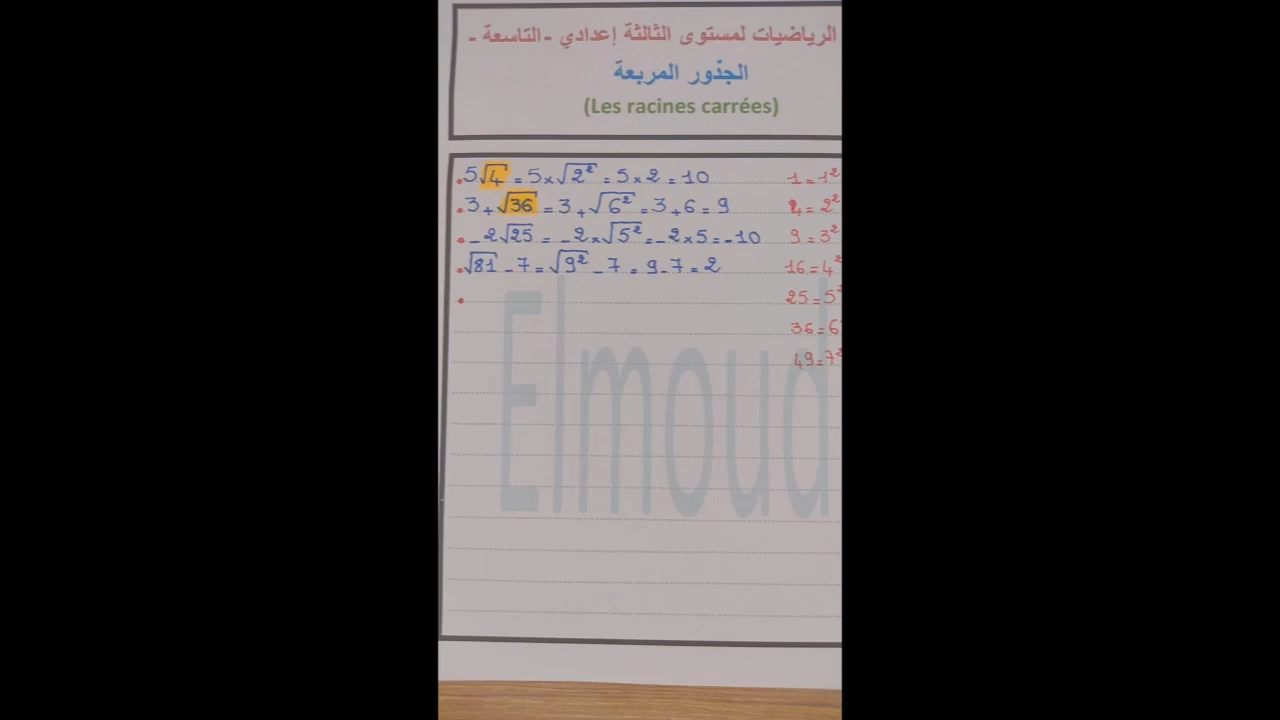 الرياضيات لمستوى الثالثة إعدادي - التاسعة -
الجذور المربعة
(Les racines carrées)
5√4 = 5×√2² = 5×2 = 10
1 = 1²
3+√36 = 3+√6² = 3+6 = 9
4 = 2²
-2√25 = -2×√5² = -2×5 = -10
9 = 3²
√81 - 7 = √9² - 7 = 9-7 = 2
16 = 4²
25 = 5²
36 = 6
49 = 7²
Elmoud